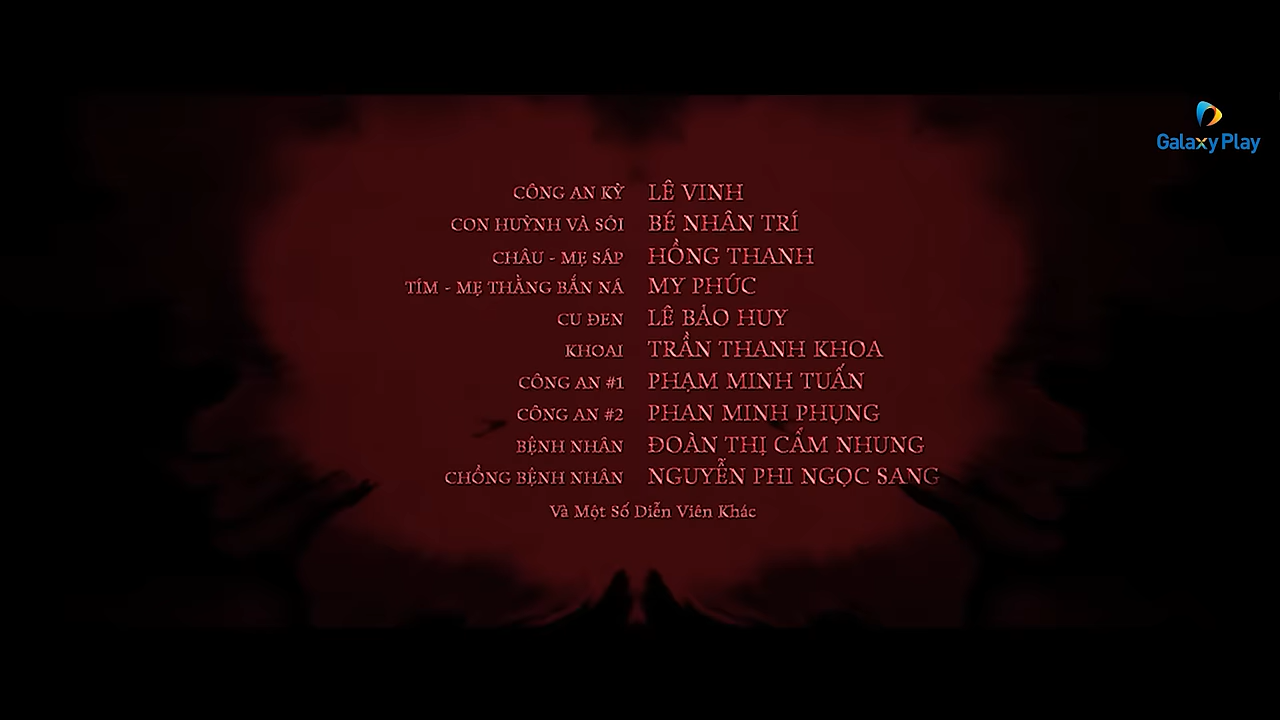 Galaxy Play
CÔNG AN KỶ LÊ VINH
CON HUỲNH VÀ SÓI BÉ NHÂN TRÍ
CHÂU - MẸ SÁP HỒNG THANH
TÍM - MẸ THẰNG BẮN NÁ MY PHÚC
CU ĐEN LÊ BẢO HUY
KHOAI TRẦN THANH KHOA
CÔNG AN #1 PHẠM MINH TUẤN
CÔNG AN #2 PHAN MINH PHỤNG
BỆNH NHÂN ĐOÀN THỊ CẨM NHUNG
CHỒNG BỆNH NHÂN NGUYỄN PHI NGỌC SANG
Và Một Số Diễn Viên Khác